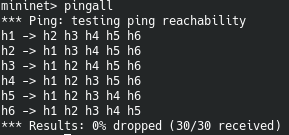 mininet> pingall
*** Ping: testing ping reachability
h1 -> h2 h3 h4 h5 h6
h2 -> h1 h3 h4 h5 h6
h3 -> h1 h2 h4 h5 h6
h4 -> h1 h2 h3 h5 h6
h5 -> h1 h2 h3 h4 h6
h6 -> h1 h2 h3 h4 h5
*** Results: 0% dropped (30/30 received)